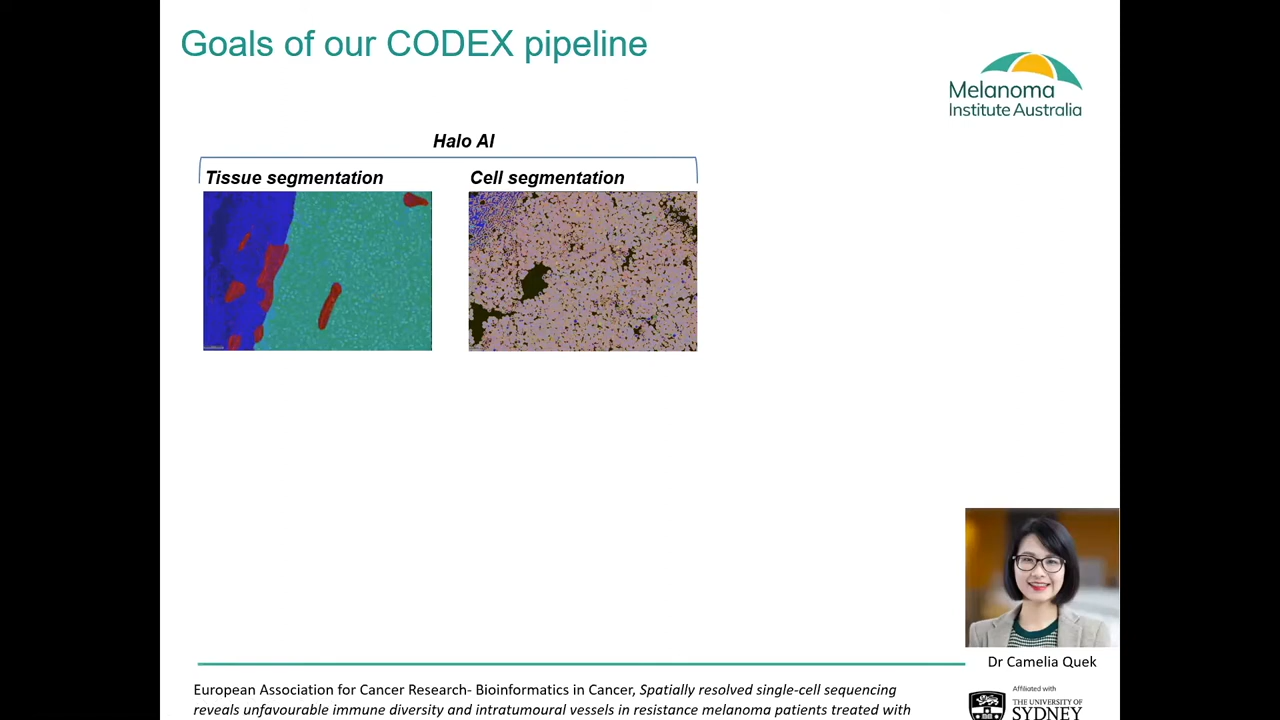 Goals of our CODEX pipeline
Melanoma
Institute Australia
Halo AI
Tissue segmentation
Cell segmentation
Dr Camelia Quek
European Association for Cancer Research- Bioinformatics in Cancer, Spatially resolved single-cell sequencing
reveals unfavorable immune diversity and intratumoural vessels in resistance melanoma patients treated with
Affiliated with
THE UNIVERSITY OF
SYDNEY